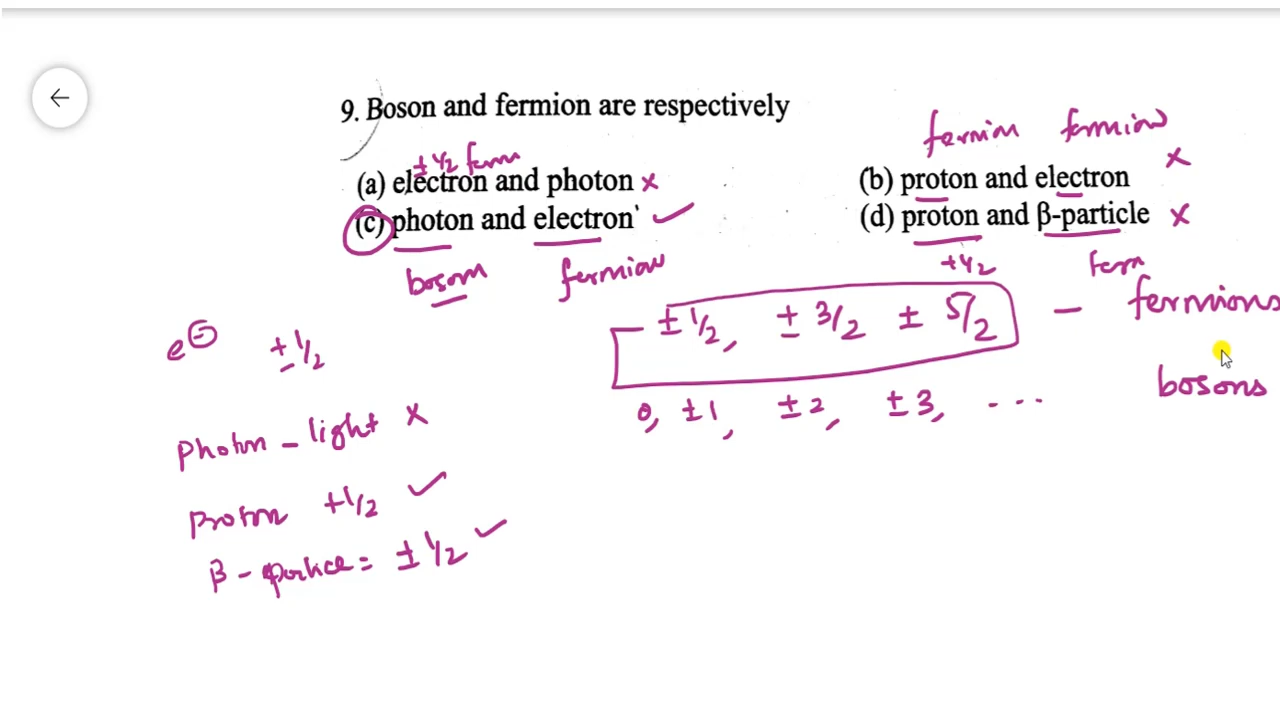 9. Boson and fermion are respectively
fermion fermion
± 1/2 ferm
(a) electron and photon ×
(b) proton and electron ×
(c) photon and electron ✓
(d) proton and β-particle ×
boson fermion
+1/2 ferm
± 1/2, ± 3/2 ± 5/2 – fermions
e⊖ ± 1/2
0, ±1, ±2, ±3, ... bosons
Photon – light ×
Proton +1/2 ✓
β – particle = ± 1/2 ✓